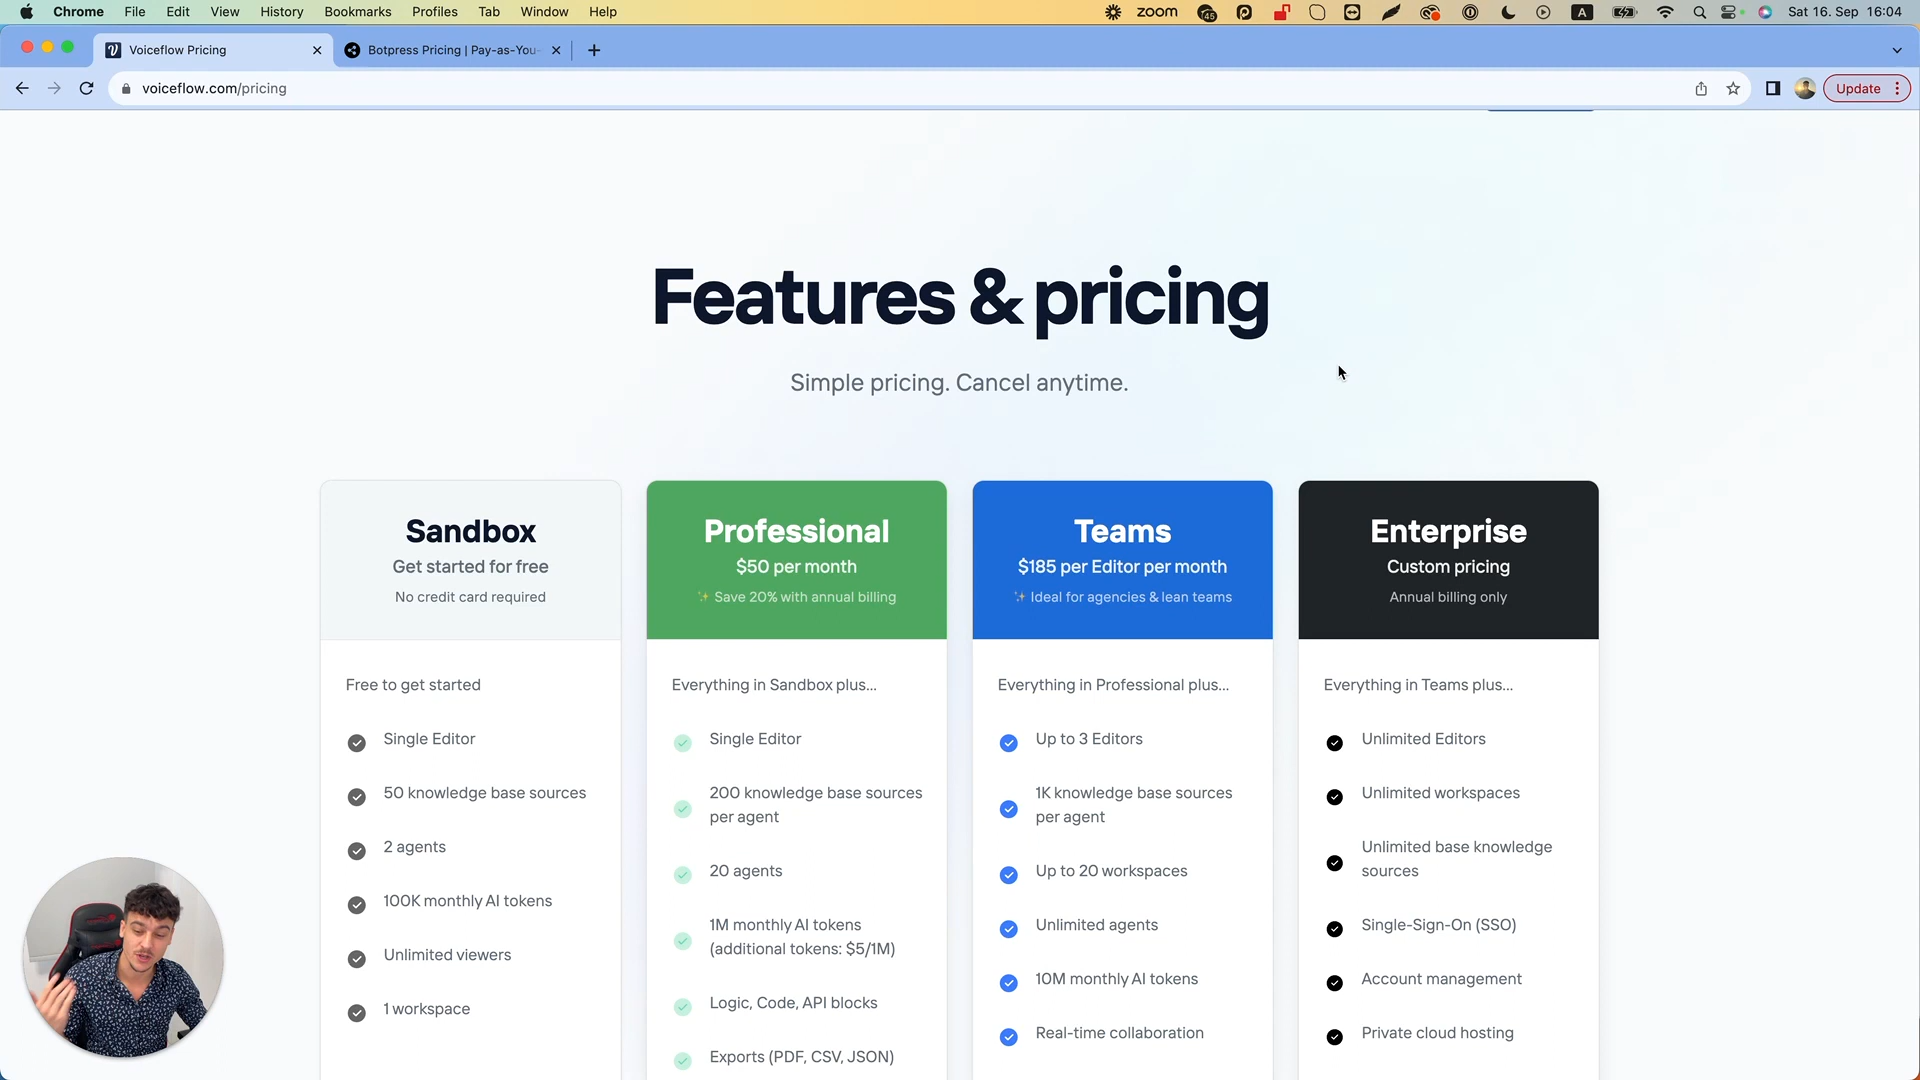 Chrome File Edit View History Bookmarks Profiles Tab Window Help
zoom
45
A
Sat 16. Sep 16:04
Voiceflow Pricing
Botpress Pricing | Pay-as-You-
voiceflow.com/pricing
Update
Features & pricing
Simple pricing. Cancel anytime.
Sandbox
Get started for free
No credit card required
Free to get started
Single Editor
50 knowledge base sources
2 agents
100K monthly AI tokens
Unlimited viewers
1 workspace
Professional
$50 per month
✨ Save 20% with annual billing
Everything in Sandbox plus...
Single Editor
200 knowledge base sources
per agent
20 agents
1M monthly AI tokens
(additional tokens: $5/1M)
Logic, Code, API blocks
Exports (PDF, CSV, JSON)
Teams
$185 per Editor per month
✨ Ideal for agencies & lean teams
Everything in Professional plus...
Up to 3 Editors
1K knowledge base sources
per agent
Up to 20 workspaces
Unlimited agents
10M monthly AI tokens
Real-time collaboration
Enterprise
Custom pricing
Annual billing only
Everything in Teams plus...
Unlimited Editors
Unlimited workspaces
Unlimited base knowledge
sources
Single-Sign-On (SSO)
Account management
Private cloud hosting